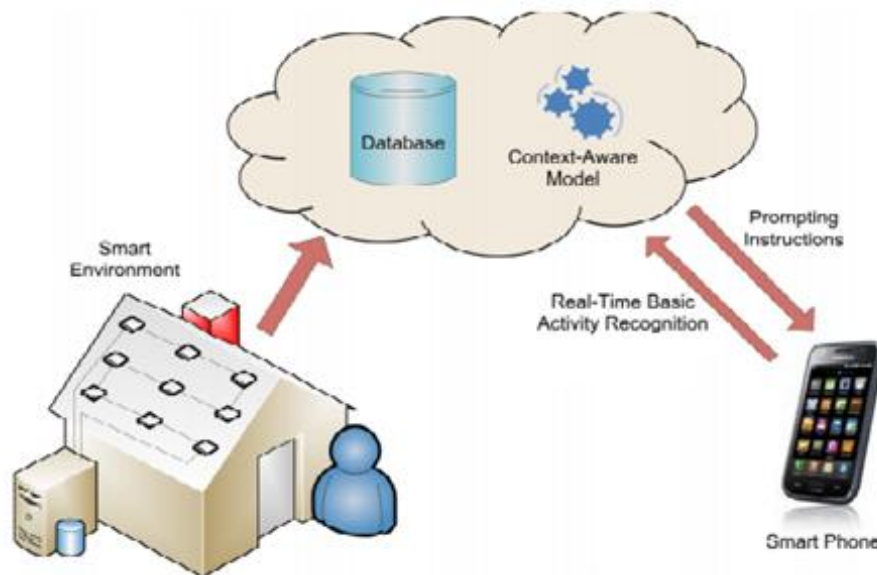 Database
Context-Aware
Model
Smart
Environment
Prompting
Instructions
Real-Time Basic
Activity Recognition
Smart Phone